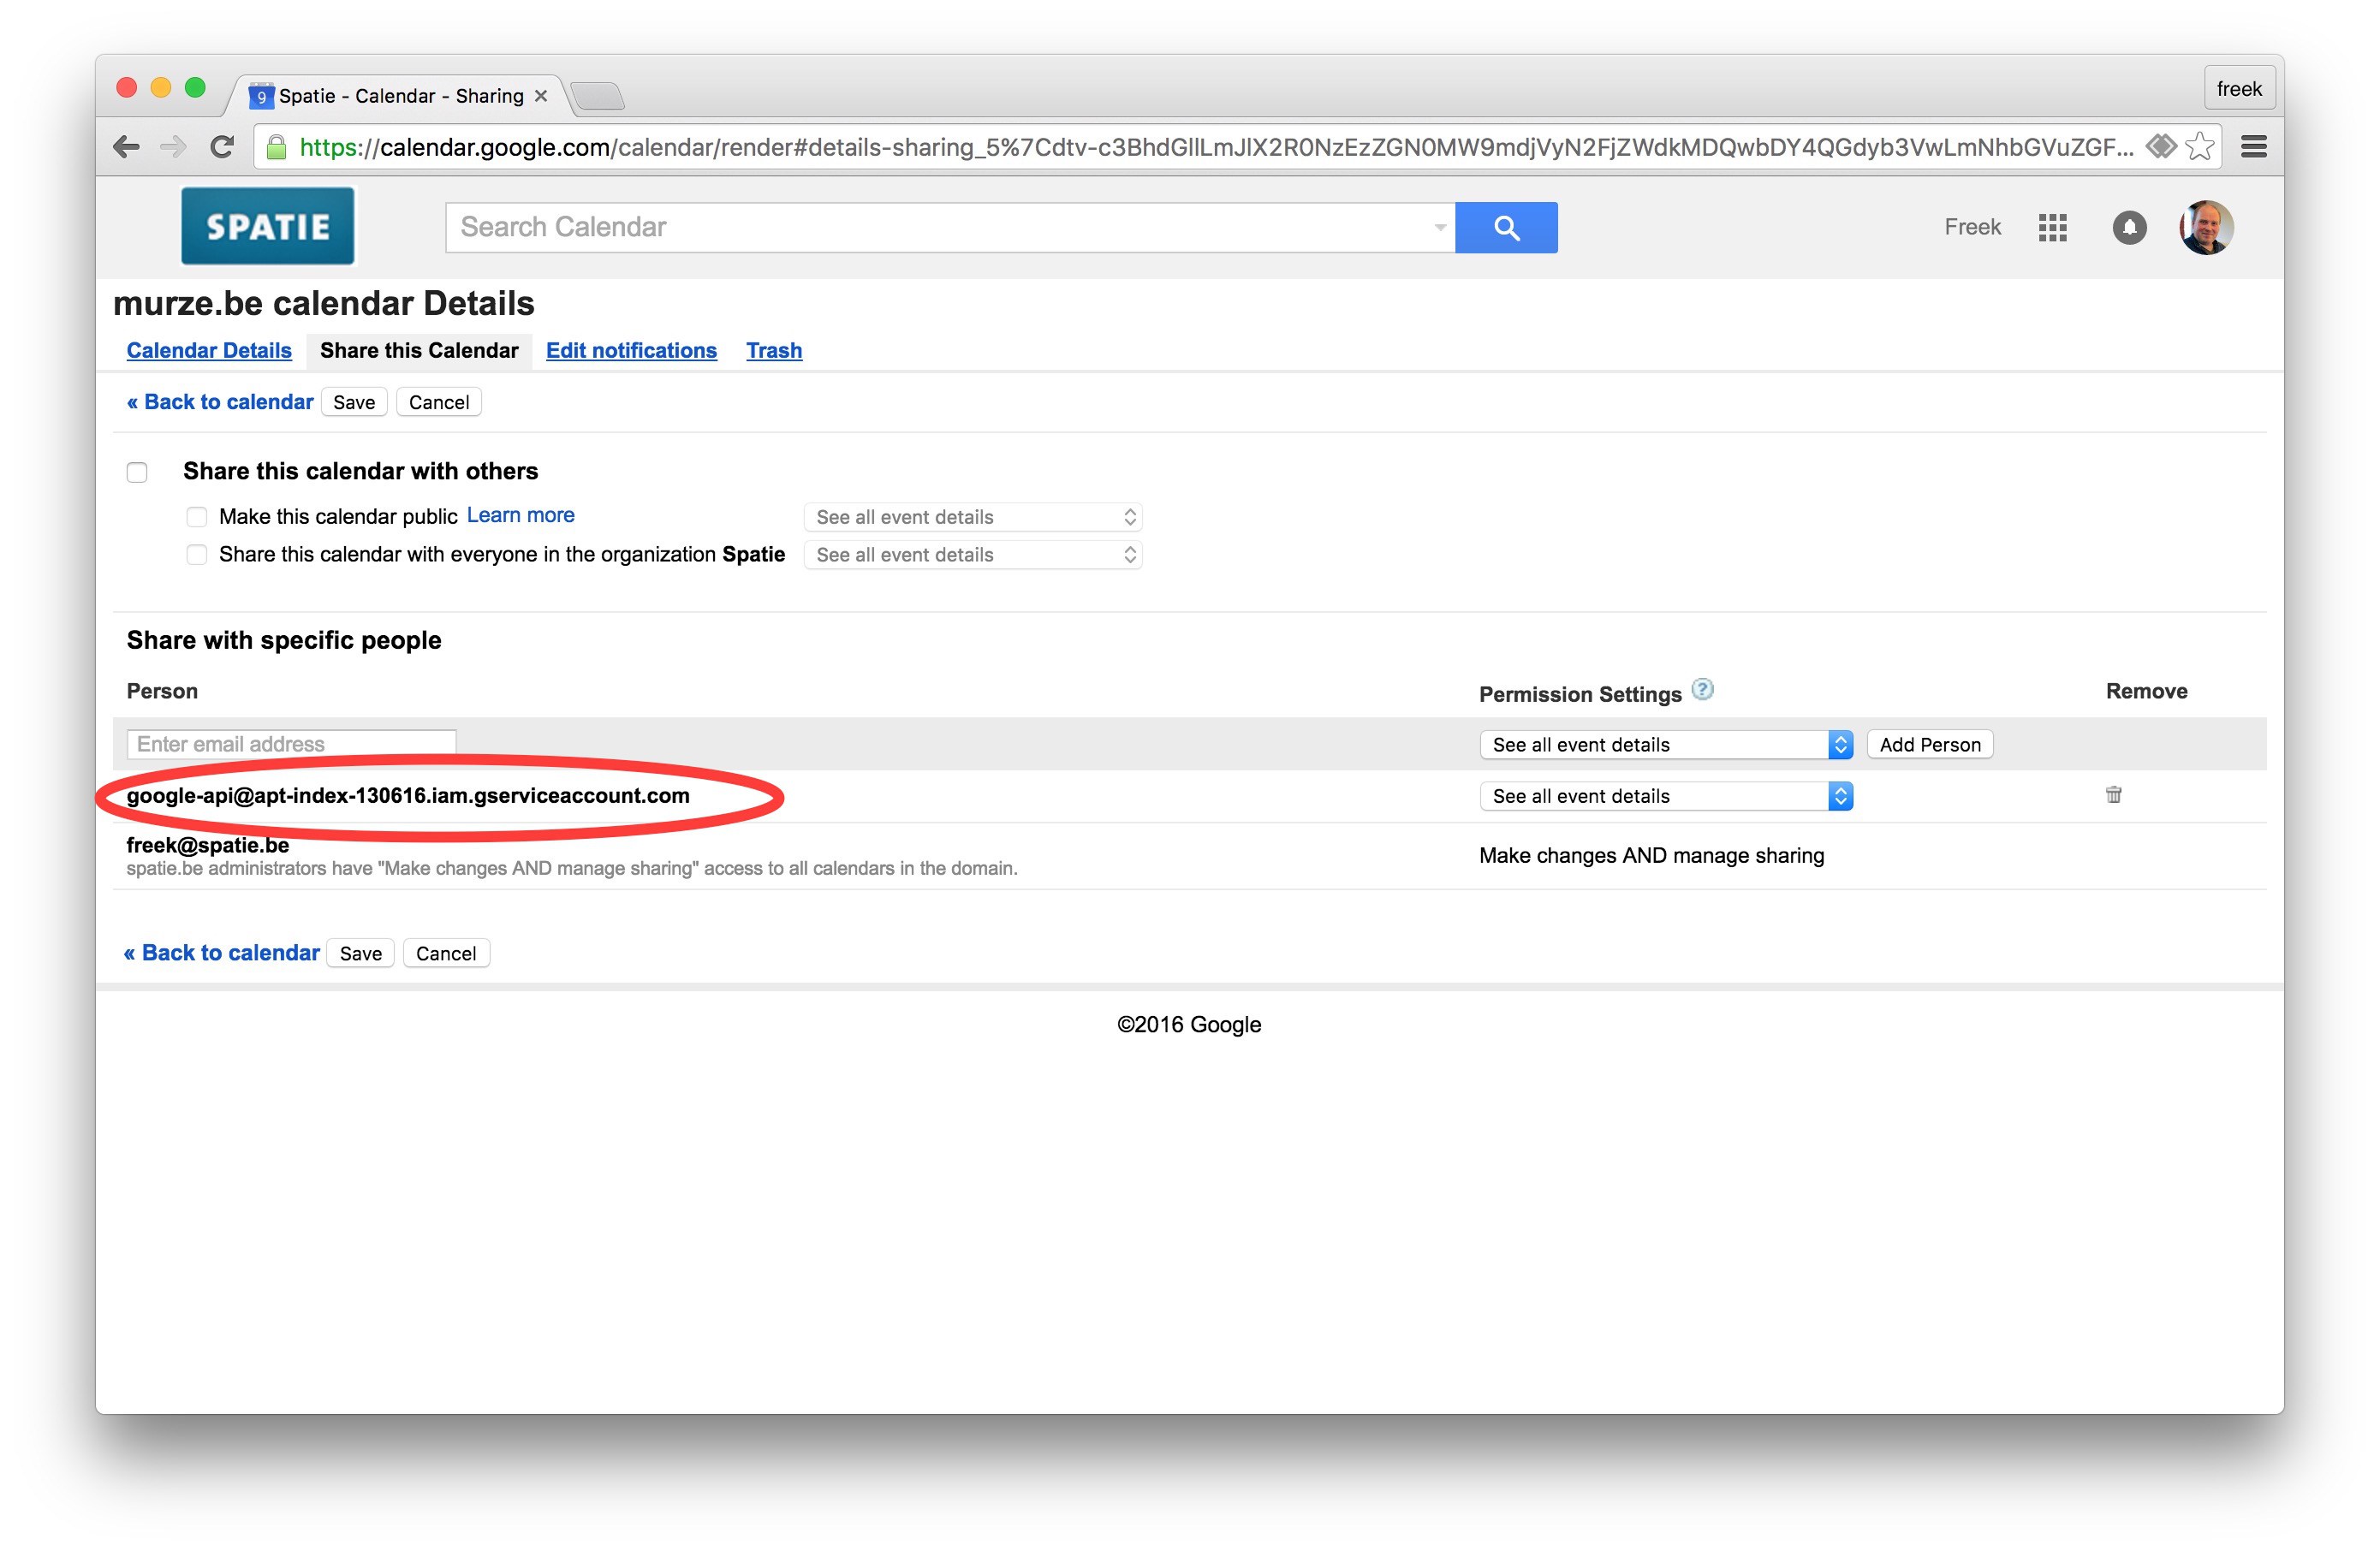 9 Spatie - Calendar - Sharing ×
freek
https://calendar.google.com/calendar/render#details-sharing_5%7Cdtv-c3BhdGllLmJlX2R0NzEzZGN0MW9mdjVyN2FjZWdkMDQwbDY4QGdyb3VwLmNhbGVuZGF...
SPATIE
Search Calendar
Freek
murze.be calendar Details
Calendar Details Share this Calendar Edit notifications Trash
« Back to calendar Save Cancel
Share this calendar with others
Make this calendar public Learn more See all event details
Share this calendar with everyone in the organization Spatie See all event details
Share with specific people
Person Permission Settings ? Remove
Enter email address See all event details Add Person
google-api@apt-index-130616.iam.gserviceaccount.com See all event details
freek@spatie.be
spatie.be administrators have "Make changes AND manage sharing" access to all calendars in the domain.
Make changes AND manage sharing
« Back to calendar Save Cancel
©2016 Google